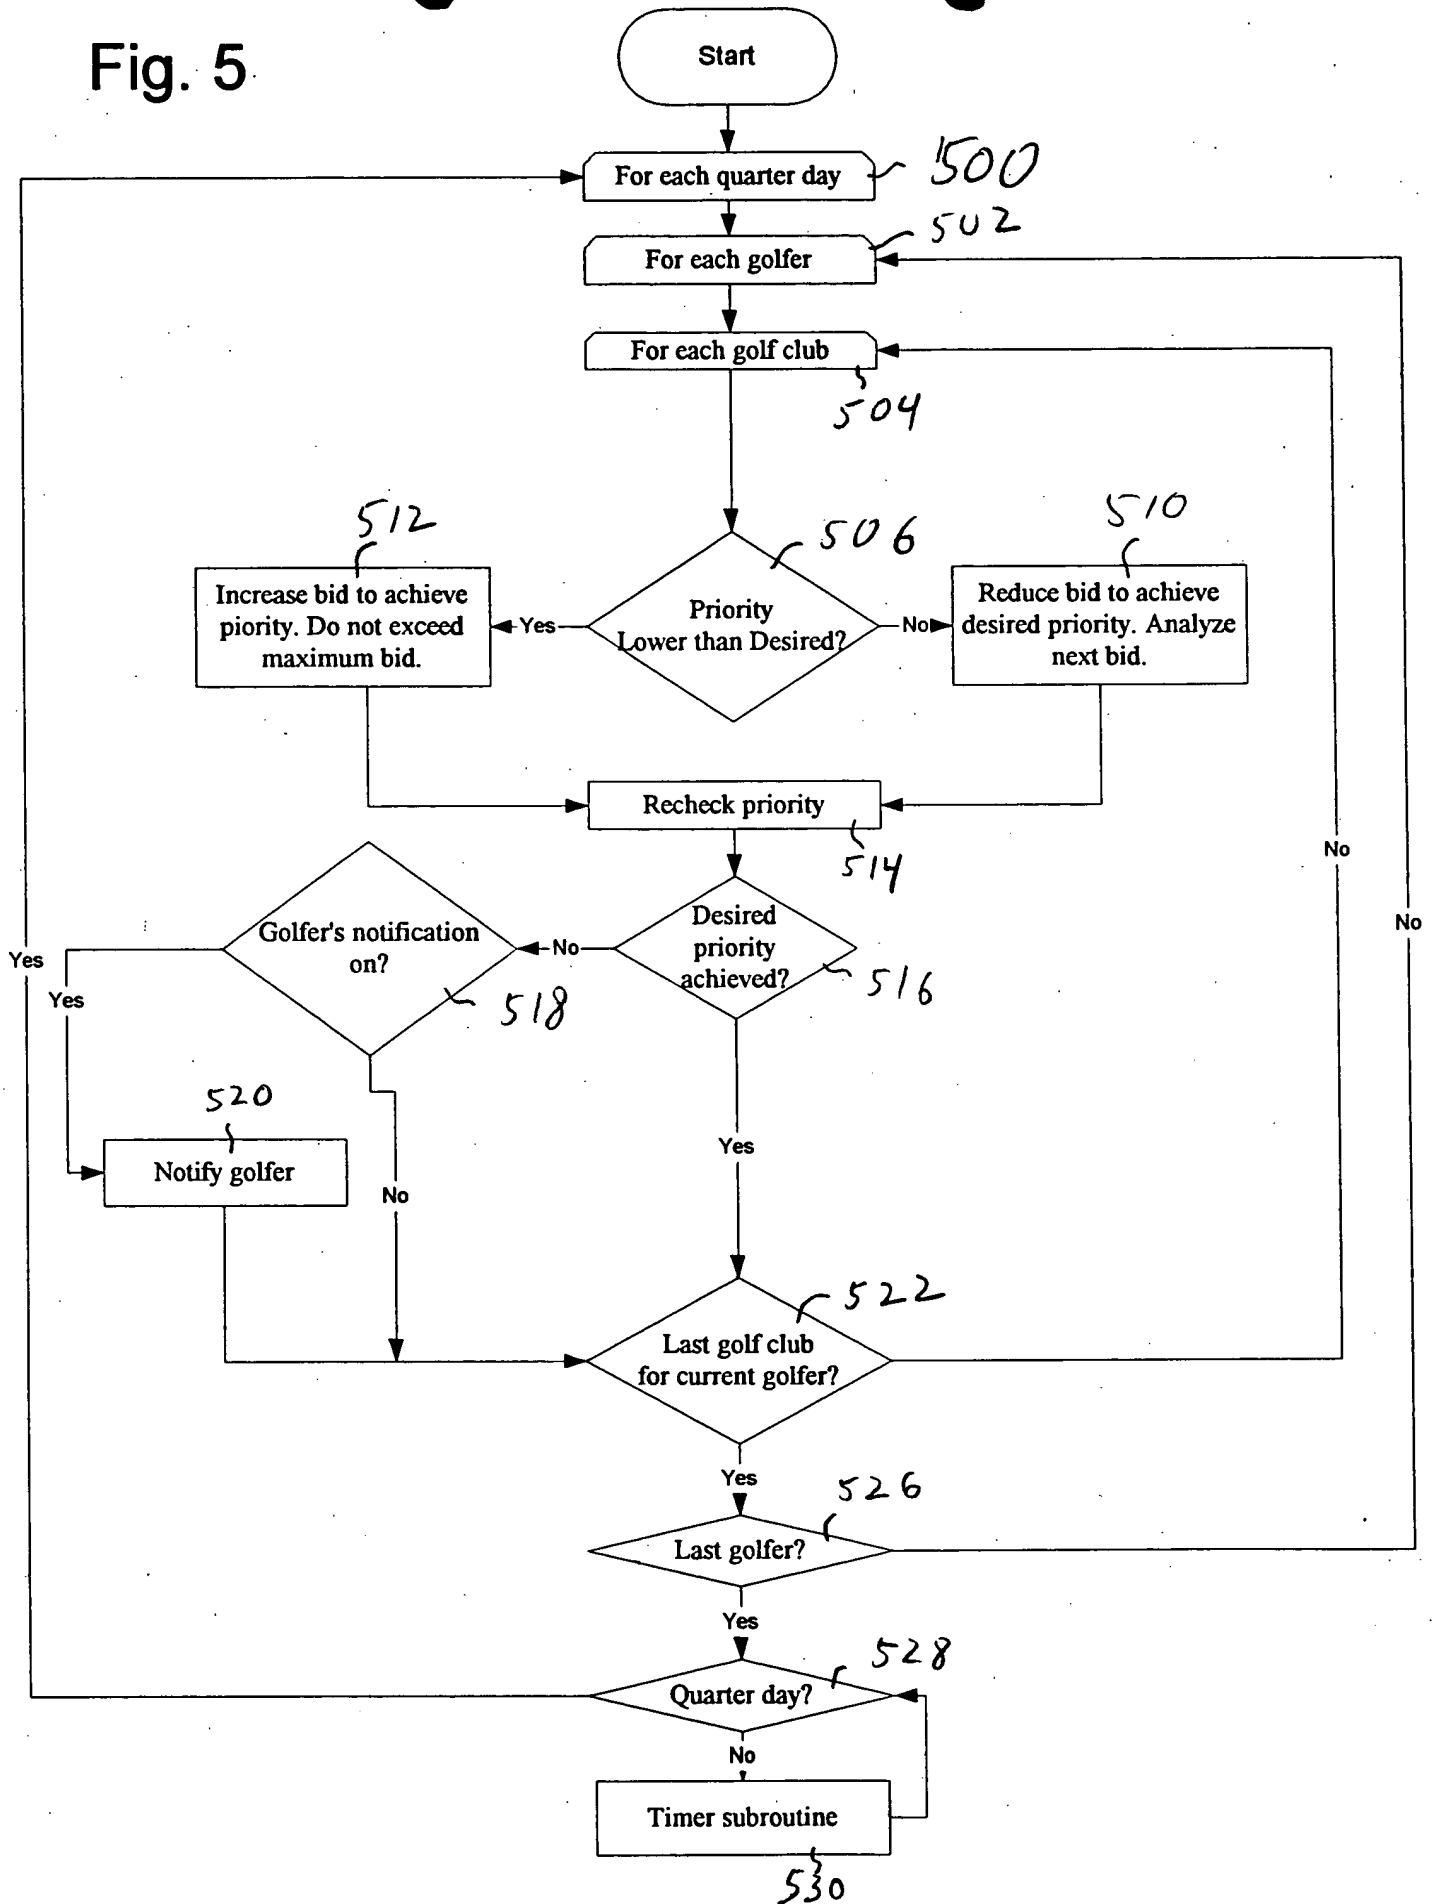 Fig. 5
Start
For each quarter day
500
502
For each golfer
For each golf club
504
512
506
510
Increase bid to achieve
piority. Do not exceed
maximum bid.
Yes
Priority
Lower than Desired?
No
Reduce bid to achieve
desired priority. Analyze
next bid.
Recheck priority
514
No
Golfer's notification
on?
No
Desired
priority
achieved?
No
Yes
Yes
518
516
520
Notify golfer
Yes
No
522
Last golf club
for current golfer?
Yes
526
Last golfer?
Yes
528
Quarter day?
No
Timer subroutine
530